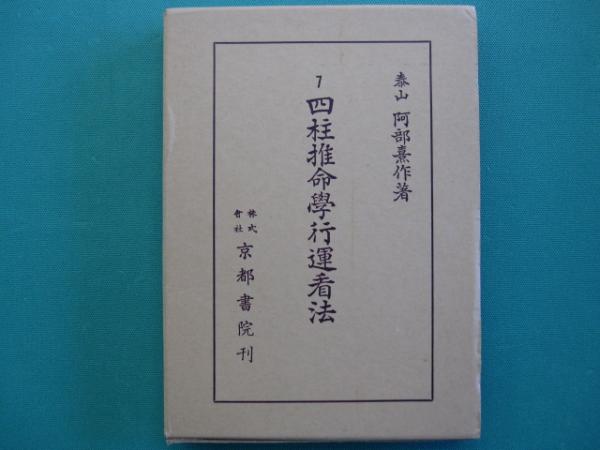 泰山 阿部熹作著
7 四柱推命學行運看法
株式會社 京都書院刊